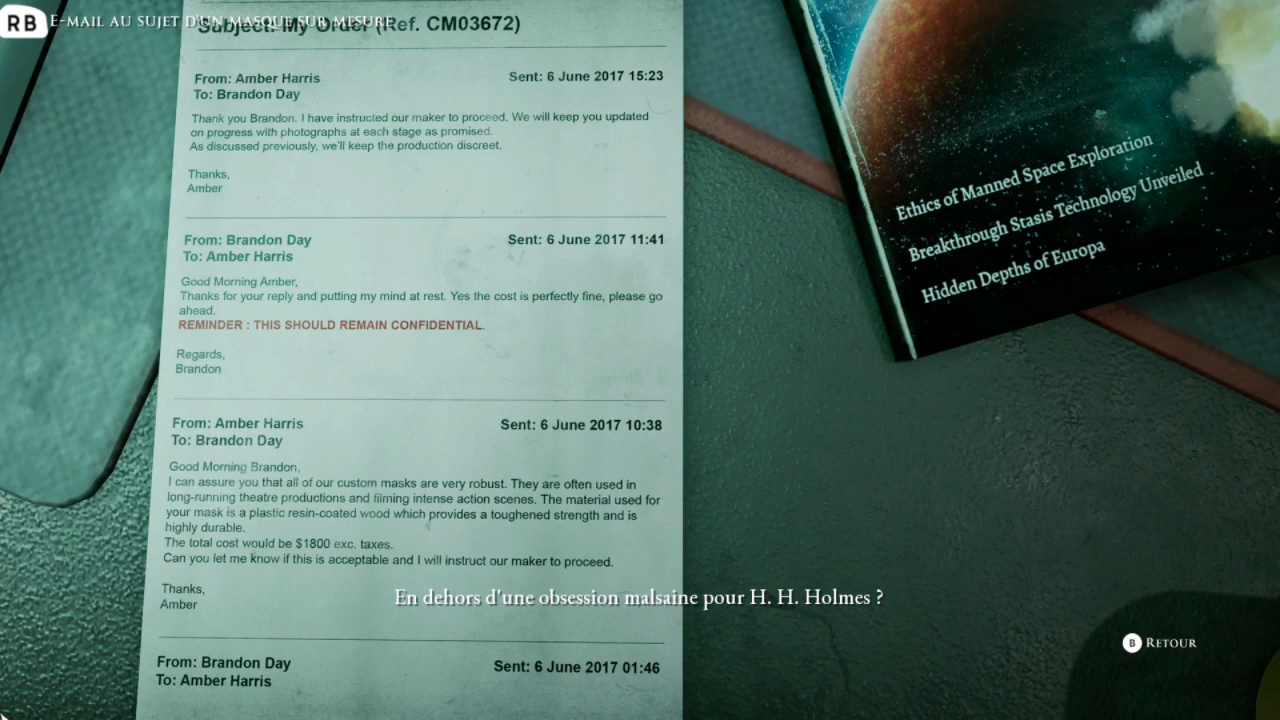 RB
E-MAIL AU SUJET D'UN MASQUE SUR MESURE
Subject: My Order (Ref. CM03672)
From: Amber Harris
Sent: 6 June 2017 15:23
To: Brandon Day
Thank you Brandon. I have instructed our maker to proceed. We will keep you updated
on progress with photographs at each stage as promised.
As discussed previously, we'll keep the production discreet.
Thanks,
Amber
From: Brandon Day
Sent: 6 June 2017 11:41
To: Amber Harris
Good Morning Amber,
Thanks for your reply and putting my mind at rest. Yes the cost is perfectly fine, please go
ahead.
REMINDER : THIS SHOULD REMAIN CONFIDENTIAL.
Regards,
Brandon
From: Amber Harris
Sent: 6 June 2017 10:38
To: Brandon Day
Good Morning Brandon,
I can assure you that all of our custom masks are very robust. They are often used in
long-running theatre productions and filming intense action scenes. The material used for
your mask is a plastic resin-coated wood which provides a toughened strength and is
highly durable.
The total cost would be $1800 exc. taxes.
Can you let me know if this is acceptable and I will instruct our maker to proceed.
Thanks,
Amber
From: Brandon Day
Sent: 6 June 2017 01:46
To: Amber Harris
Ethics of Manned Space Exploration
Breakthrough Stasis Technology Unveiled
Hidden Depths of Europa
En dehors d'une obsession malsaine pour H. H. Holmes ?
B RETOUR